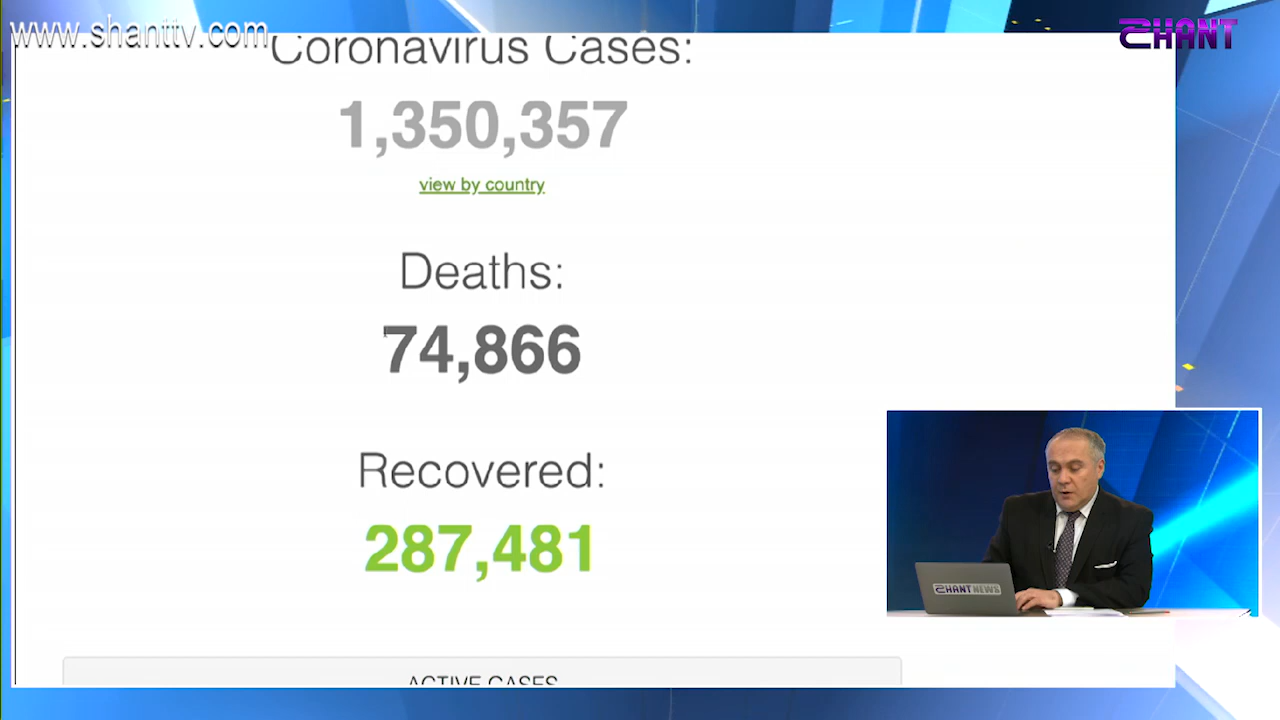 www.shanttv.com
SHANT
Coronavirus Cases:
1,350,357
view by country
Deaths:
74,866
Recovered:
287,481
SHANT NEWS
ACTIVE CASES